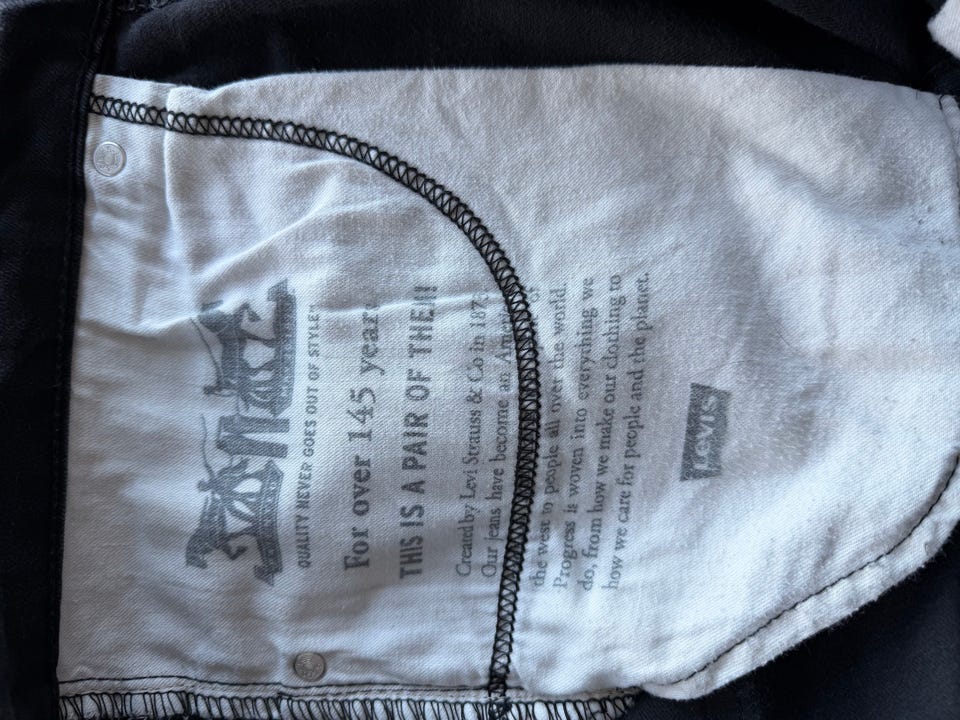 QUALITY NEVER GOES OUT OF STYLE™
For over 145 years
THIS IS A PAIR OF THEM!
Created by Levi Strauss & Co in 187
Our jeans have become an
the west to people all over the world.
Progress is woven into everything we
do, from how we make our clothing to
how we care for people and the planet.
Levi's